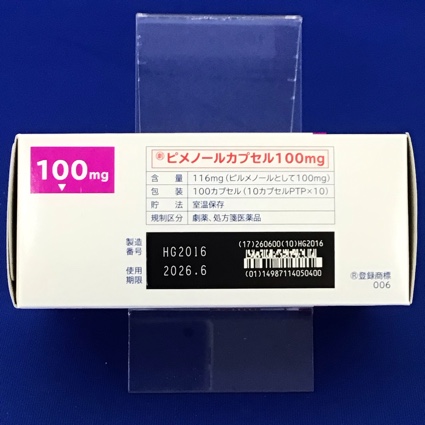 100mg
劇 ピメノールカプセル100mg
含 量 116mg(ピルメノールとして100mg)
包 装 100カプセル(10カプセルPTP×10)
貯 法 室温保存
規制区分 劇薬、処方箋医薬品
製造番号 HG2016
使用期限 2026.6
(17)260600(10)HG2016
(01)14987114050400
®登録商標
006